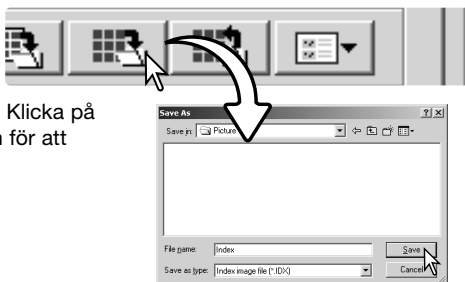 Klicka på
för att
Save As
Save in: Picture
File name: Index
Save
Save as type: Index image file (*.IDX)
Cancel